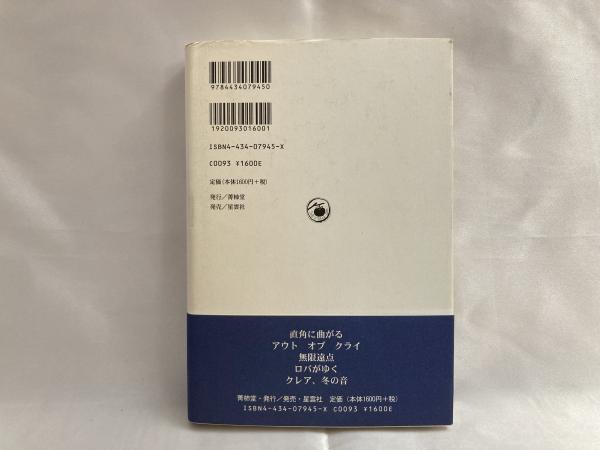 9784434079450
1920093016001
ISBN4-434-07945-X
C0093 ¥1600E
定価(本体1600円+税)
発行/菁柿堂
発売/星雲社
直角に曲がる
アウト オブ クライ
無限遠点
ロバがゆく
クレア、冬の音
菁柿堂・発行/発売・星雲社 定価(本体1600円+税)
ISBN4-434-07945-X C0093 ¥1600E